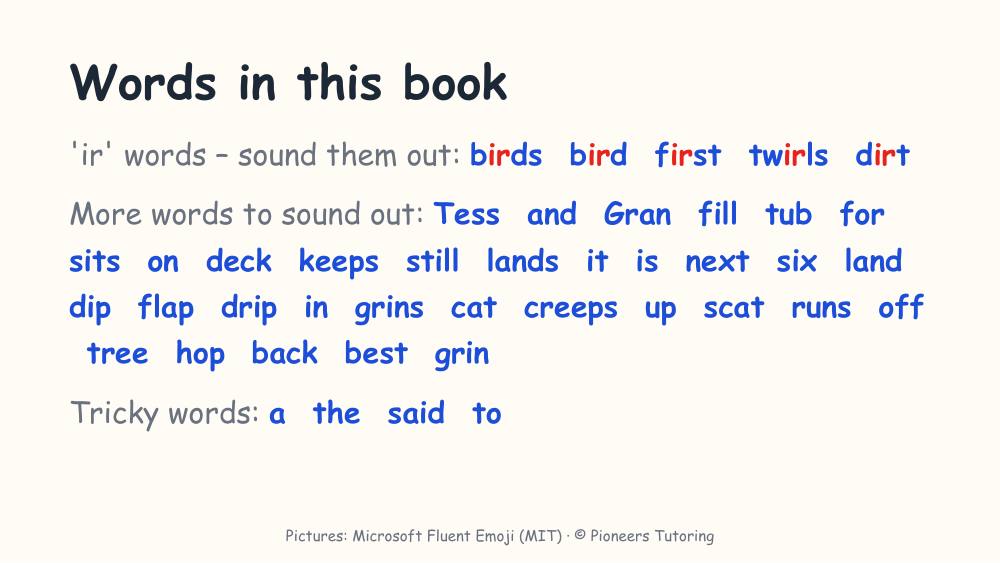 Words in this book
'ir' words – sound them out: birds bird first twirls dirt
More words to sound out: Tess and Gran fill tub for
sits on deck keeps still lands it is next six land
dip flap drip in grins cat creeps up scat runs off
tree hop back best grin
Tricky words: a the said to
Pictures: Microsoft Fluent Emoji (MIT) · © Pioneers Tutoring